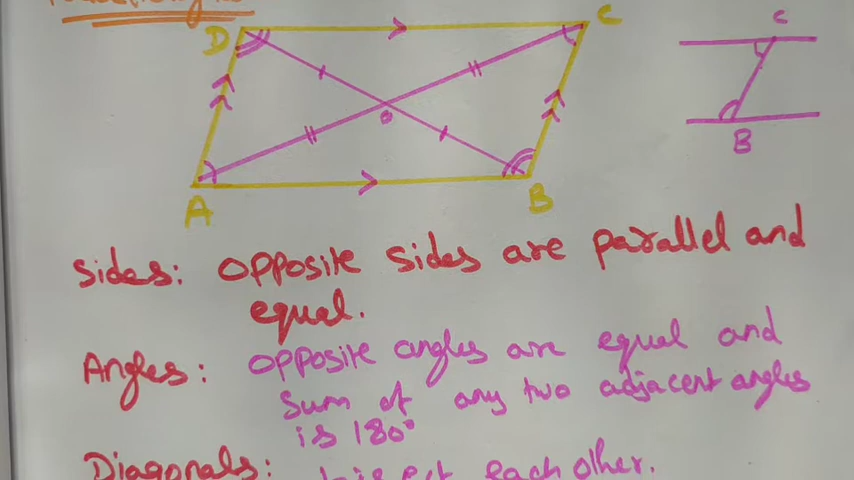 D
C
A
B
C
B
Sides: Opposite sides are parallel and
equal.
Angles: Opposite angles are equal and
Sum of any two adjacent angles
is 180°
Diagonals: bisect each other.